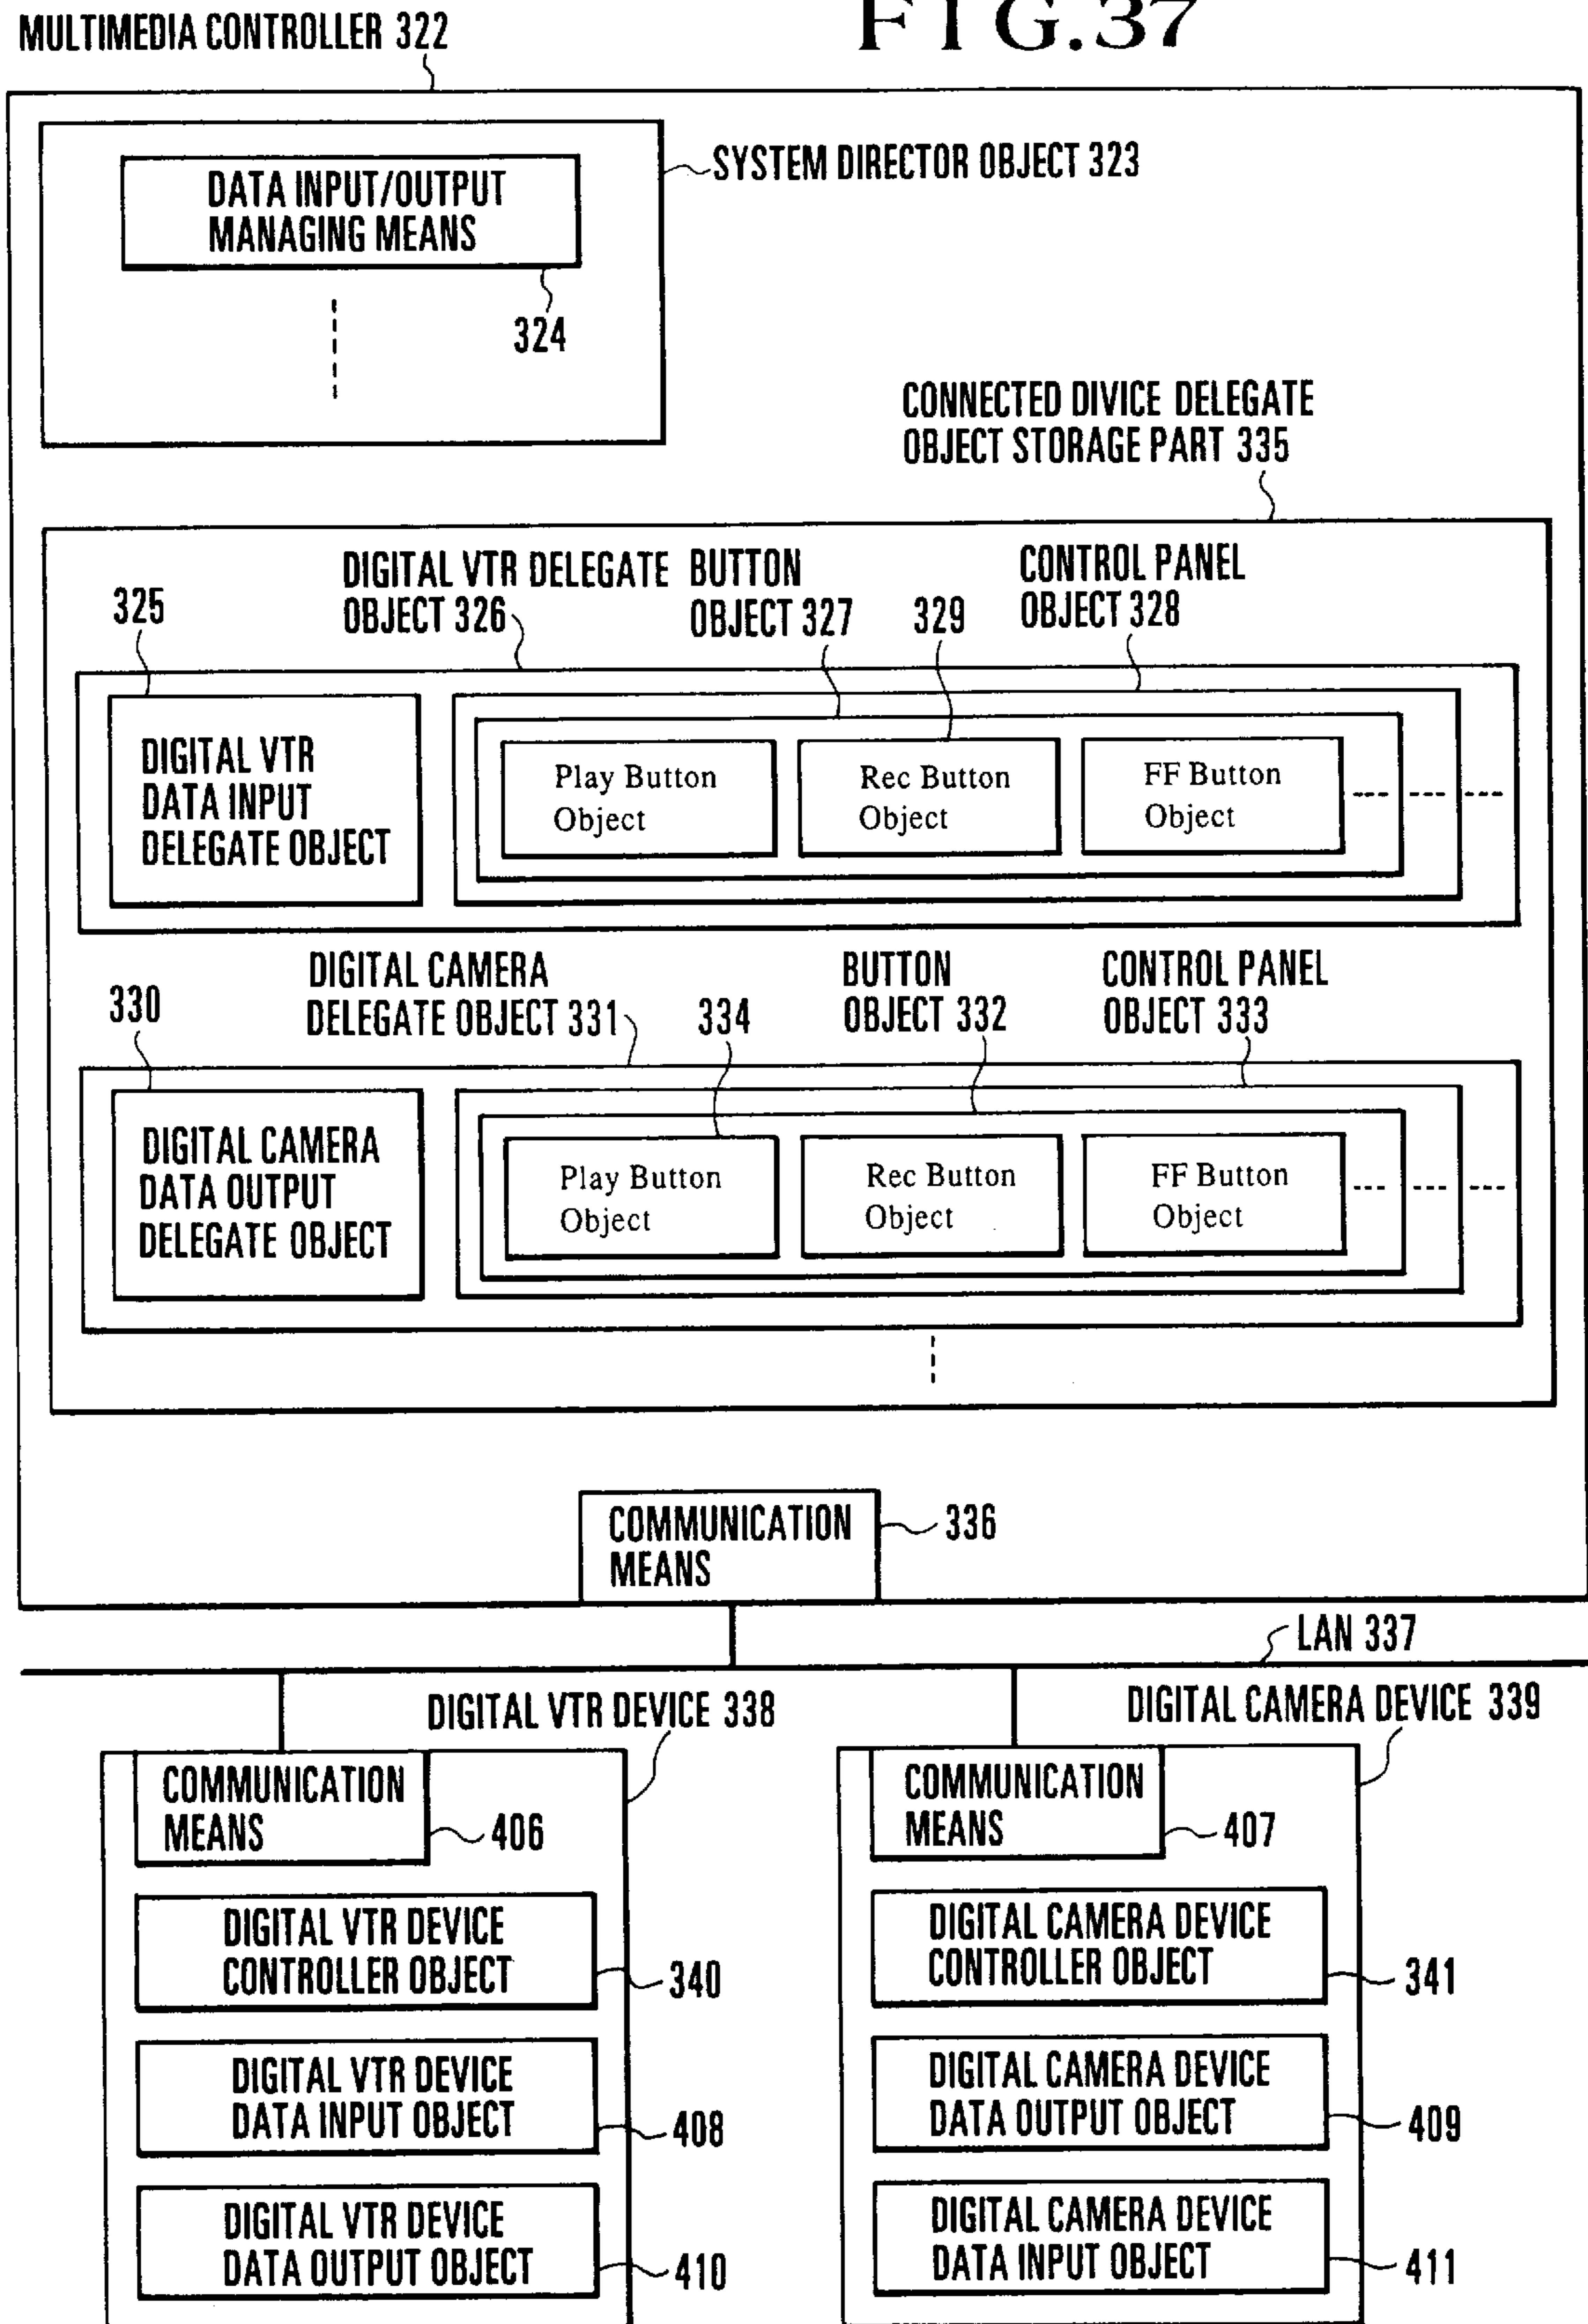 FIG.37
MULTIMEDIA CONTROLLER 322
DATA INPUT/OUTPUT
MANAGING MEANS
324
SYSTEM DIRECTOR OBJECT 323
CONNECTED DIVICE DELEGATE
OBJECT STORAGE PART 335
325
DIGITAL VTR DELEGATE
OBJECT 326
BUTTON
OBJECT 327
329
CONTROL PANEL
OBJECT 328
DIGITAL VTR
DATA INPUT
DELEGATE OBJECT
Play Button
Object
Rec Button
Object
FF Button
Object
330
DIGITAL CAMERA
DELEGATE OBJECT 331
334
BUTTON
OBJECT 332
CONTROL PANEL
OBJECT 333
DIGITAL CAMERA
DATA OUTPUT
DELEGATE OBJECT
Play Button
Object
Rec Button
Object
FF Button
Object
COMMUNICATION
MEANS
336
LAN 337
DIGITAL VTR DEVICE 338
COMMUNICATION
MEANS
406
DIGITAL VTR DEVICE
CONTROLLER OBJECT
340
DIGITAL VTR DEVICE
DATA INPUT OBJECT
408
DIGITAL VTR DEVICE
DATA OUTPUT OBJECT
410
DIGITAL CAMERA DEVICE 339
COMMUNICATION
MEANS
407
DIGITAL CAMERA DEVICE
CONTROLLER OBJECT
341
DIGITAL CAMERA DEVICE
DATA OUTPUT OBJECT
409
DIGITAL CAMERA DEVICE
DATA INPUT OBJECT
411